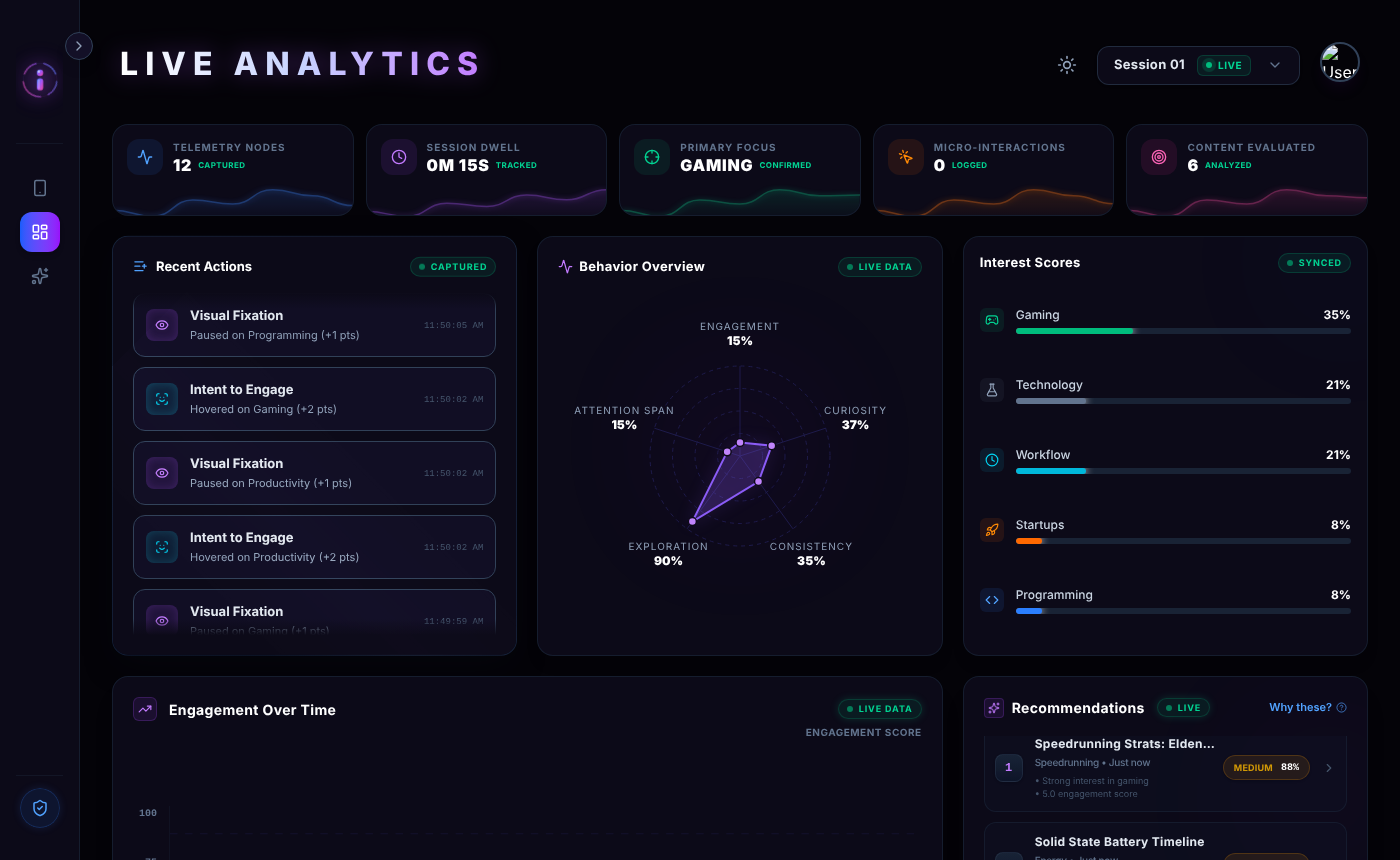 LIVE ANALYTICS
Session 01
LIVE
User
TELEMETRY NODES
12 CAPTURED
SESSION DWELL
0M 15S TRACKED
PRIMARY FOCUS
GAMING CONFIRMED
MICRO-INTERACTIONS
0 LOGGED
CONTENT EVALUATED
6 ANALYZED
Recent Actions
CAPTURED
Visual Fixation
Paused on Programming (+1 pts)
11:50:05 AM
Intent to Engage
Hovered on Gaming (+2 pts)
11:50:02 AM
Visual Fixation
Paused on Productivity (+1 pts)
11:50:02 AM
Intent to Engage
Hovered on Productivity (+2 pts)
11:50:02 AM
Visual Fixation
Paused on Gaming (+1 pts)
11:49:59 AM
Behavior Overview
LIVE DATA
ENGAGEMENT
15%
ATTENTION SPAN
15%
CURIOSITY
37%
EXPLORATION
90%
CONSISTENCY
35%
Interest Scores
SYNCED
Gaming
35%
Technology
21%
Workflow
21%
Startups
8%
Programming
8%
Engagement Over Time
LIVE DATA
ENGAGEMENT SCORE
100
Recommendations
LIVE
Why these?
1
Speedrunning Strats: Elden...
Speedrunning • Just now
• Strong interest in gaming
• 5.0 engagement score
MEDIUM 88%
Solid State Battery Timeline